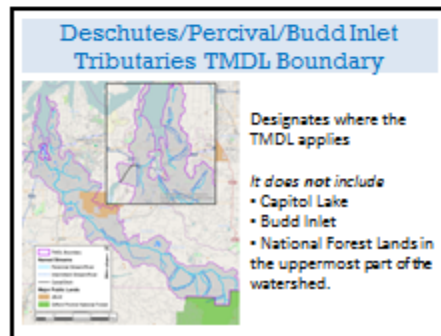 Deschutes/Percival/Budd Inlet
Tributaries TMDL Boundary
Designates where the
TMDL applies
It does not include
▪ Capitol Lake
▪ Budd Inlet
▪ National Forest Lands in
the uppermost part of the
watershed.